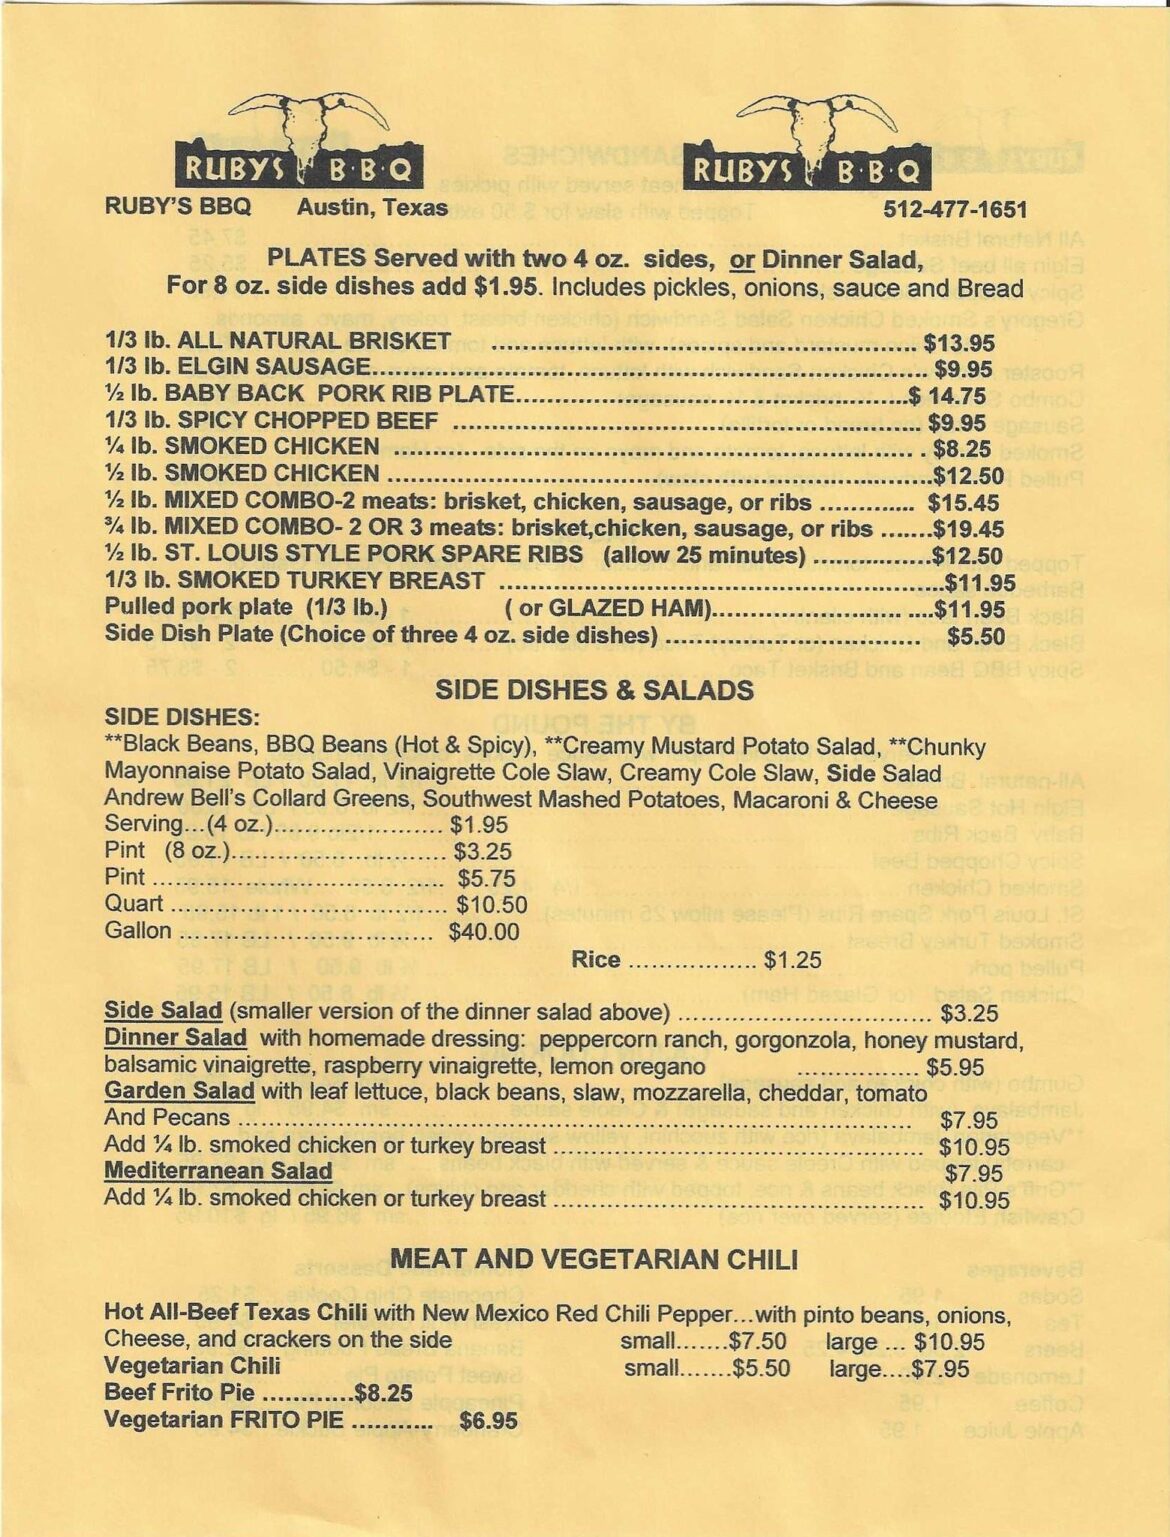 RUBY'S B·B·Q RUBY'S B·B·Q
RUBY'S BBQ Austin, Texas 512-477-1651
PLATES Served with two 4 oz. sides, or Dinner Salad,
For 8 oz. side dishes add $1.95. Includes pickles, onions, sauce and Bread
1/3 lb. ALL NATURAL BRISKET ................ $13.95
1/3 lb. ELGIN SAUSAGE................ $9.95
½ lb. BABY BACK PORK RIB PLATE................$ 14.75
1/3 lb. SPICY CHOPPED BEEF ................ $9.95
¼ lb. SMOKED CHICKEN ................ $8.25
½ lb. SMOKED CHICKEN ................$12.50
½ lb. MIXED COMBO-2 meats: brisket, chicken, sausage, or ribs ............. $15.45
¾ lb. MIXED COMBO- 2 OR 3 meats: brisket,chicken, sausage, or ribs .......$19.45
½ lb. ST. LOUIS STYLE PORK SPARE RIBS (allow 25 minutes) ..............$12.50
1/3 lb. SMOKED TURKEY BREAST ................$11.95
Pulled pork plate (1/3 lb.) ( or GLAZED HAM)................$11.95
Side Dish Plate (Choice of three 4 oz. side dishes) ................ $5.50
SIDE DISHES & SALADS
SIDE DISHES:
**Black Beans, BBQ Beans (Hot & Spicy), **Creamy Mustard Potato Salad, **Chunky
Mayonnaise Potato Salad, Vinaigrette Cole Slaw, Creamy Cole Slaw, Side Salad
Andrew Bell's Collard Greens, Southwest Mashed Potatoes, Macaroni & Cheese
Serving...(4 oz.)....................... $1.95
Pint (8 oz.)............................. $3.25
Pint ....................................... $5.75
Quart .................................... $10.50
Gallon ................................. $40.00
Rice ................. $1.25
Side Salad (smaller version of the dinner salad above) ................ $3.25
Dinner Salad with homemade dressing: peppercorn ranch, gorgonzola, honey mustard,
balsamic vinaigrette, raspberry vinaigrette, lemon oregano ................ $5.95
Garden Salad with leaf lettuce, black beans, slaw, mozzarella, cheddar, tomato
And Pecans ................ $7.95
Add ¼ lb. smoked chicken or turkey breast ................ $10.95
Mediterranean Salad $7.95
Add ¼ lb. smoked chicken or turkey breast ................ $10.95
MEAT AND VEGETARIAN CHILI
Hot All-Beef Texas Chili with New Mexico Red Chili Pepper...with pinto beans, onions,
Cheese, and crackers on the side small.......$7.50 large ... $10.95
Vegetarian Chili small.......$5.50 large....$7.95
Beef Frito Pie ............$8.25
Vegetarian FRITO PIE ........... $6.95